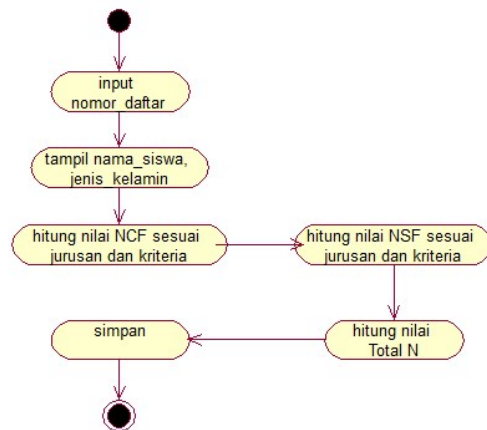 input
nomor_daftar
tampil nama_siswa,
jenis_kelamin
hitung nilai NCF sesuai
jurusan dan kriteria
hitung nilai NSF sesuai
jurusan dan kriteria
hitung nilai
Total N
simpan